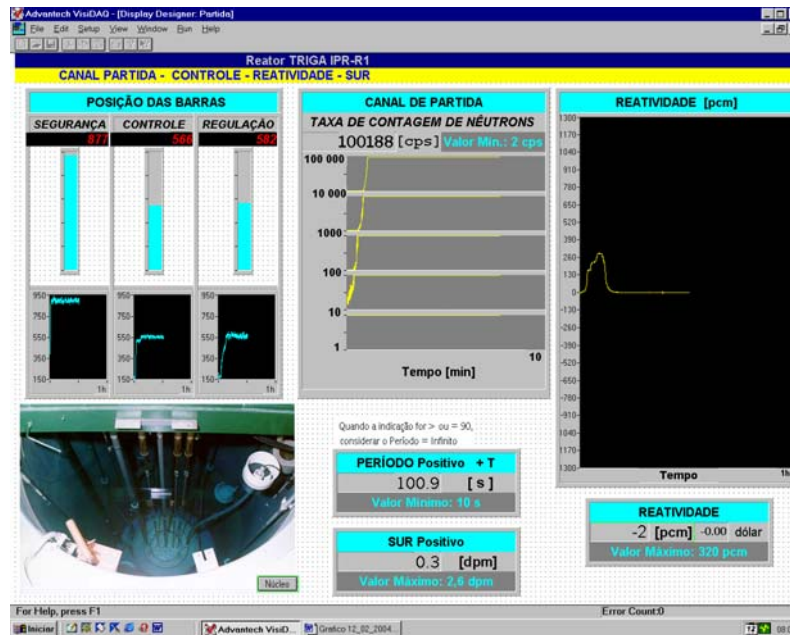 Advantech VisiDAQ - [Display Designer: Partida]
File Edit Setup View Window Run Help
Reator TRIGA IPR-R1
CANAL PARTIDA - CONTROLE - REATIVIDADE - SUR
POSIÇÃO DAS BARRAS
SEGURANÇA CONTROLE REGULAÇÃO
877 566 582
950 950 950
750 750 750
550 550 550
350 350 350
150 150 150
1h 1h 1h
Núcleo
CANAL DE PARTIDA
TAXA DE CONTAGEM DE NÊUTRONS
100188 [cps] Valor Min.: 2 cps
100 000
10 000
1000
100
10
1
10
Tempo [min]
Quando a indicação for > ou = 90,
considerar o Período = Infinito
PERÍODO Positivo + T
100.9 [s]
Valor Mínimo: 10 s
SUR Positivo
0.3 [dpm]
Valor Máximo: 2,6 dpm
REATIVIDADE [pcm]
1300
1170
1040
910
780
650
520
390
260
130
0
-130
-260
-390
-520
-650
-780
-910
1040
1170
1300
Tempo 1h
REATIVIDADE
-2 [pcm] -0.00 dólar
Valor Máximo: 320 pcm
For Help, press F1
Error Count:0
Iniciar
Advantech VisiD...
Grafico 12_02_2004...